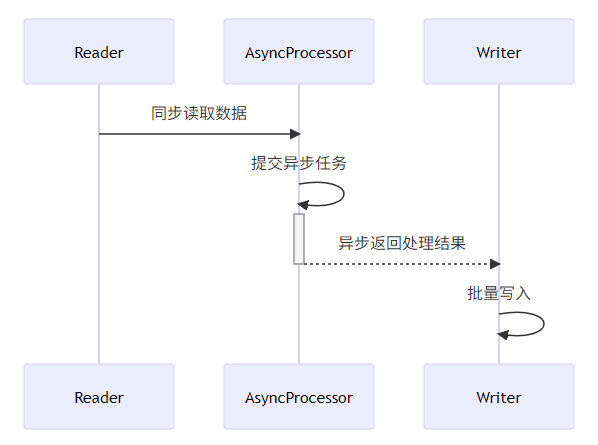 Reader
AsyncProcessor
Writer
同步读取数据
提交异步任务
异步返回处理结果
批量写入
Reader
AsyncProcessor
Writer